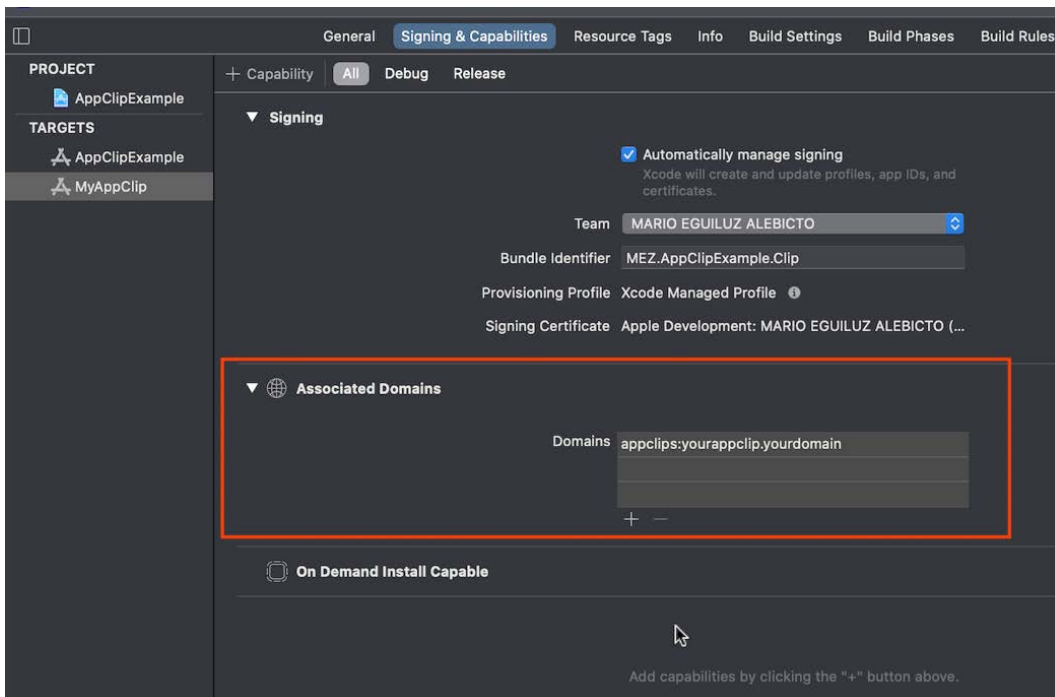 General Signing & Capabilities Resource Tags Info Build Settings Build Phases Build Rules
PROJECT
AppClipExample
TARGETS
AppClipExample
MyAppClip
+ Capability All Debug Release
Signing
Automatically manage signing
Xcode will create and update profiles, app IDs, and
certificates.
Team MARIO EGUILUZ ALEBICTO
Bundle Identifier MEZ.AppClipExample.Clip
Provisioning Profile Xcode Managed Profile
Signing Certificate Apple Development: MARIO EGUILUZ ALEBICTO (...
Associated Domains
Domains appclips:yourappclip.yourdomain
+ −
On Demand Install Capable
Add capabilities by clicking the "+" button above.